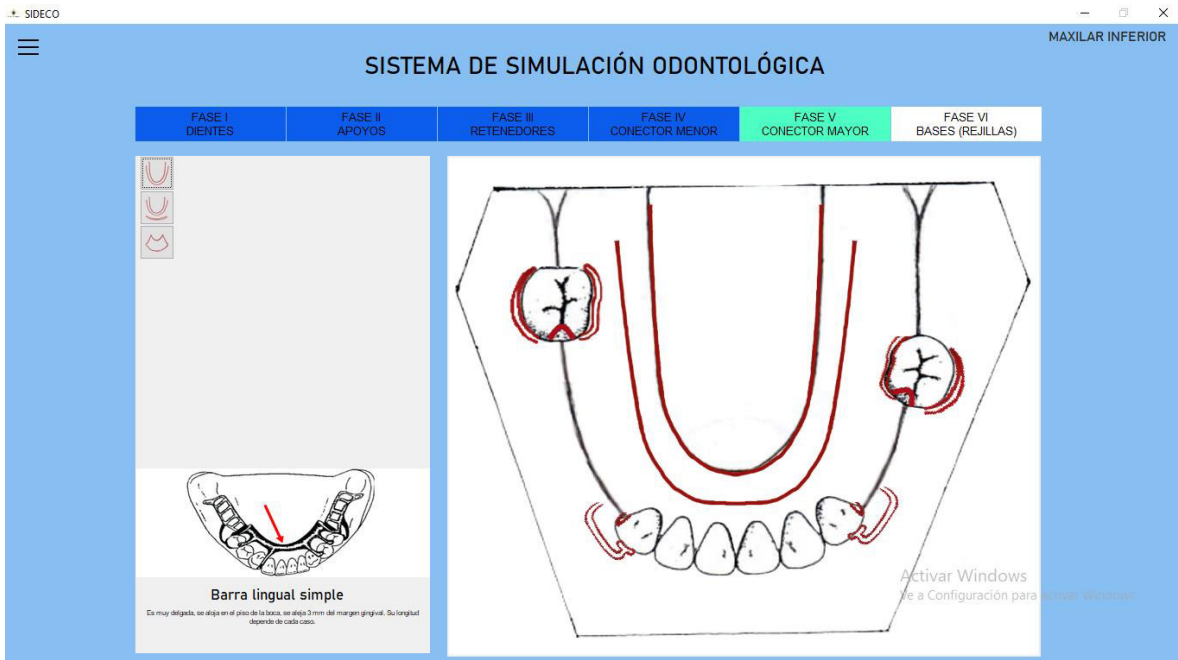 SIDECO
MAXILAR INFERIOR
SISTEMA DE SIMULACIÓN ODONTOLÓGICA
FASE I
DIENTES
FASE II
APOYOS
FASE III
RETENEDORES
FASE IV
CONECTOR MENOR
FASE V
CONECTOR MAYOR
FASE VI
BASES (REJILLAS)
Barra lingual simple
Es muy delgada, se aloja en el piso de la boca, se aleja 3 mm del margen gingival. Su longitud
depende de cada caso.
Activar Windows
Ve a Configuración para activar Windows.